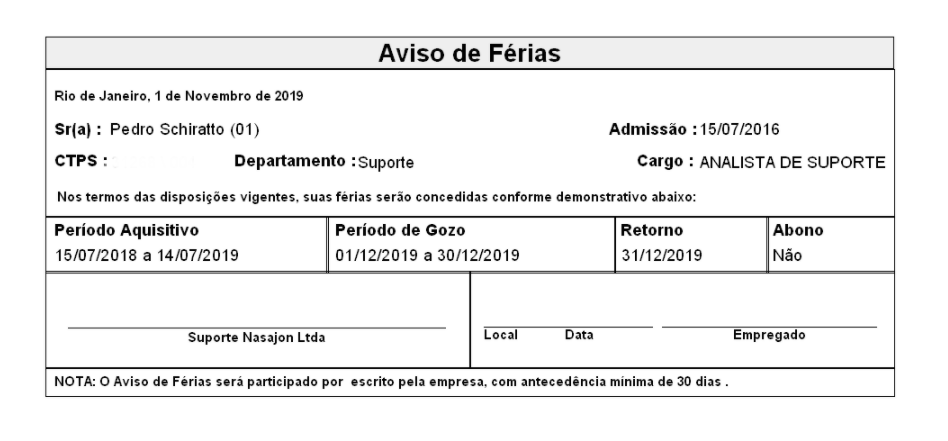 Aviso de Férias
Rio de Janeiro, 1 de Novembro de 2019
Sr(a) : Pedro Schiratto (01) Admissão : 15/07/2016
CTPS : Departamento : Suporte Cargo : ANALISTA DE SUPORTE
Nos termos das disposições vigentes, suas férias serão concedidas conforme demonstrativo abaixo:
Período Aquisitivo Período de Gozo Retorno Abono
15/07/2018 a 14/07/2019 01/12/2019 a 30/12/2019 31/12/2019 Não
Suporte Nasajon Ltda Local Data Empregado
NOTA: O Aviso de Férias será participado por escrito pela empresa, com antecedência mínima de 30 dias .